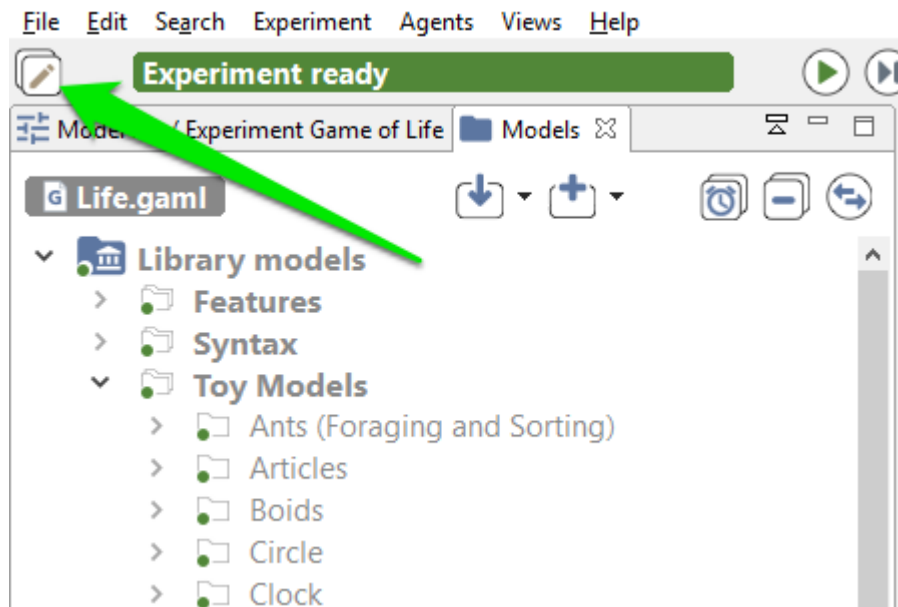 File Edit Search Experiment Agents Views Help
Experiment ready
/ Experiment Game of Life Models
G Life.gaml
Library models
Features
Syntax
Toy Models
Ants (Foraging and Sorting)
Articles
Boids
Circle
Clock